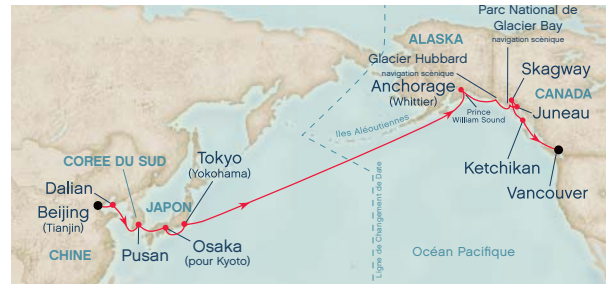 Parc National de
Glacier Bay
navigation scènique
ALASKA
Glacier Hubbard
navigation scènique
Skagway
Anchorage
(Whittier)
CANADA
Juneau
Prince
William Sound
Iles Aléoutiennes
Ketchikan
Vancouver
Tokyo
(Yokohama)
COREE DU SUD
Dalian
JAPON
Beijing
(Tianjin)
Osaka
(pour Kyoto)
Pusan
CHINE
Ligne de Changement de Date
Océan Pacifique